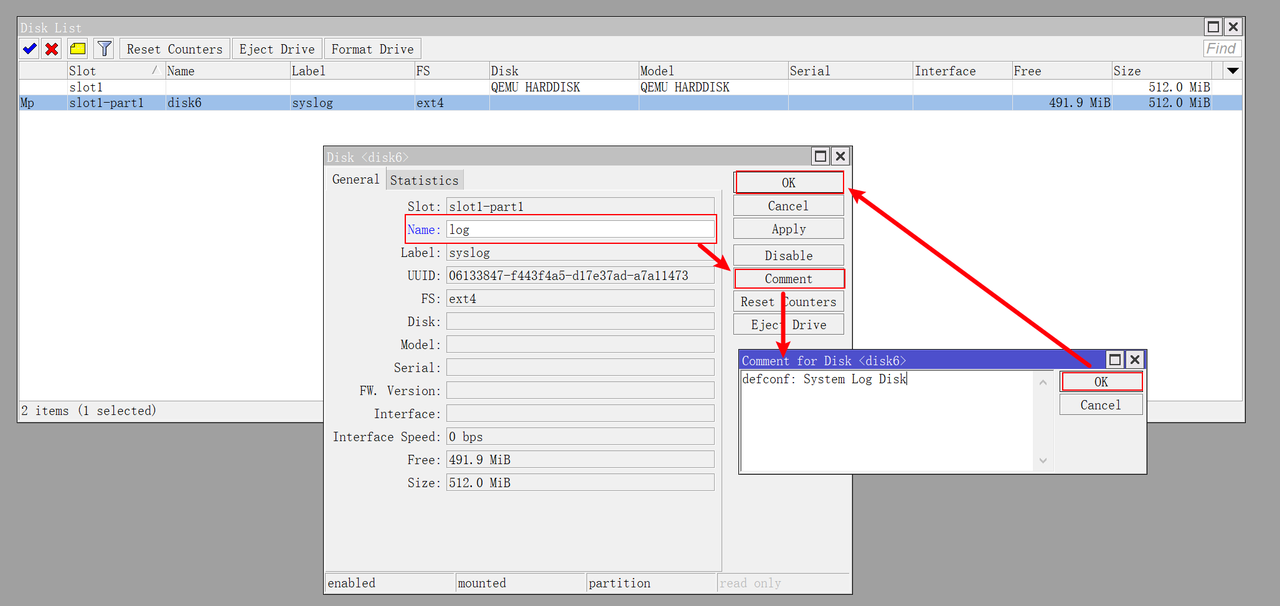 Disk List
Reset Counters Eject Drive Format Drive Find
Slot / Name Label FS Disk Model Serial Interface Free Size
slot1 QEMU HARDDISK QEMU HARDDISK 512.0 MiB
Mp slot1-part1 disk6 syslog ext4 491.9 MiB 512.0 MiB
2 items (1 selected)
Disk <disk6>
General Statistics
Slot: slot1-part1
Name: log
Label: syslog
UUID: 06133847-f443f4a5-d17e37ad-a7a11473
FS: ext4
Disk:
Model:
Serial:
FW. Version:
Interface:
Interface Speed: 0 bps
Free: 491.9 MiB
Size: 512.0 MiB
OK
Cancel
Apply
Disable
Comment
Reset Counters
Eject Drive
enabled mounted partition read only
Comment for Disk <disk6>
defconf: System Log Disk
OK
Cancel